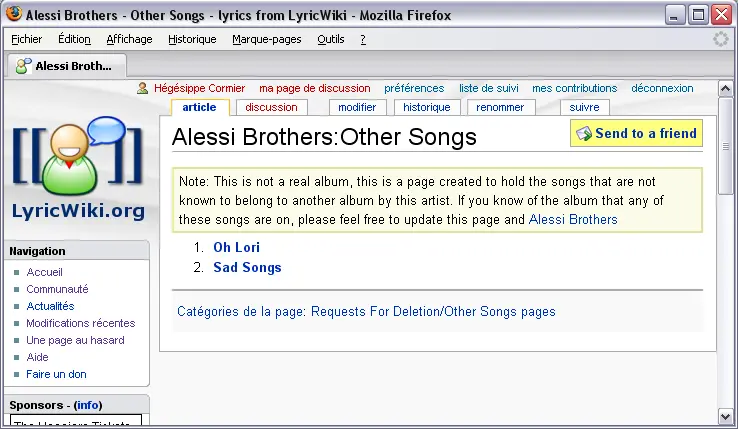 Alessi Brothers - Other Songs - lyrics from LyricWiki - Mozilla Firefox
Fichier Édition Affichage Historique Marque-pages Outils ?
Alessi Broth...
Hégésippe Cormier ma page de discussion préférences liste de suivi mes contributions déconnexion
article discussion modifier historique renommer suivre
Alessi Brothers:Other Songs
Send to a friend
Note: This is not a real album, this is a page created to hold the songs that are not
known to belong to another album by this artist. If you know of the album that any of
these songs are on, please feel free to update this page and Alessi Brothers
1. Oh Lori
2. Sad Songs
Catégories de la page: Requests For Deletion/Other Songs pages
[[ ]]
LyricWiki.org
Navigation
Accueil
Communauté
Actualités
Modifications récentes
Une page au hasard
Aide
Faire un don
Sponsors - (info)